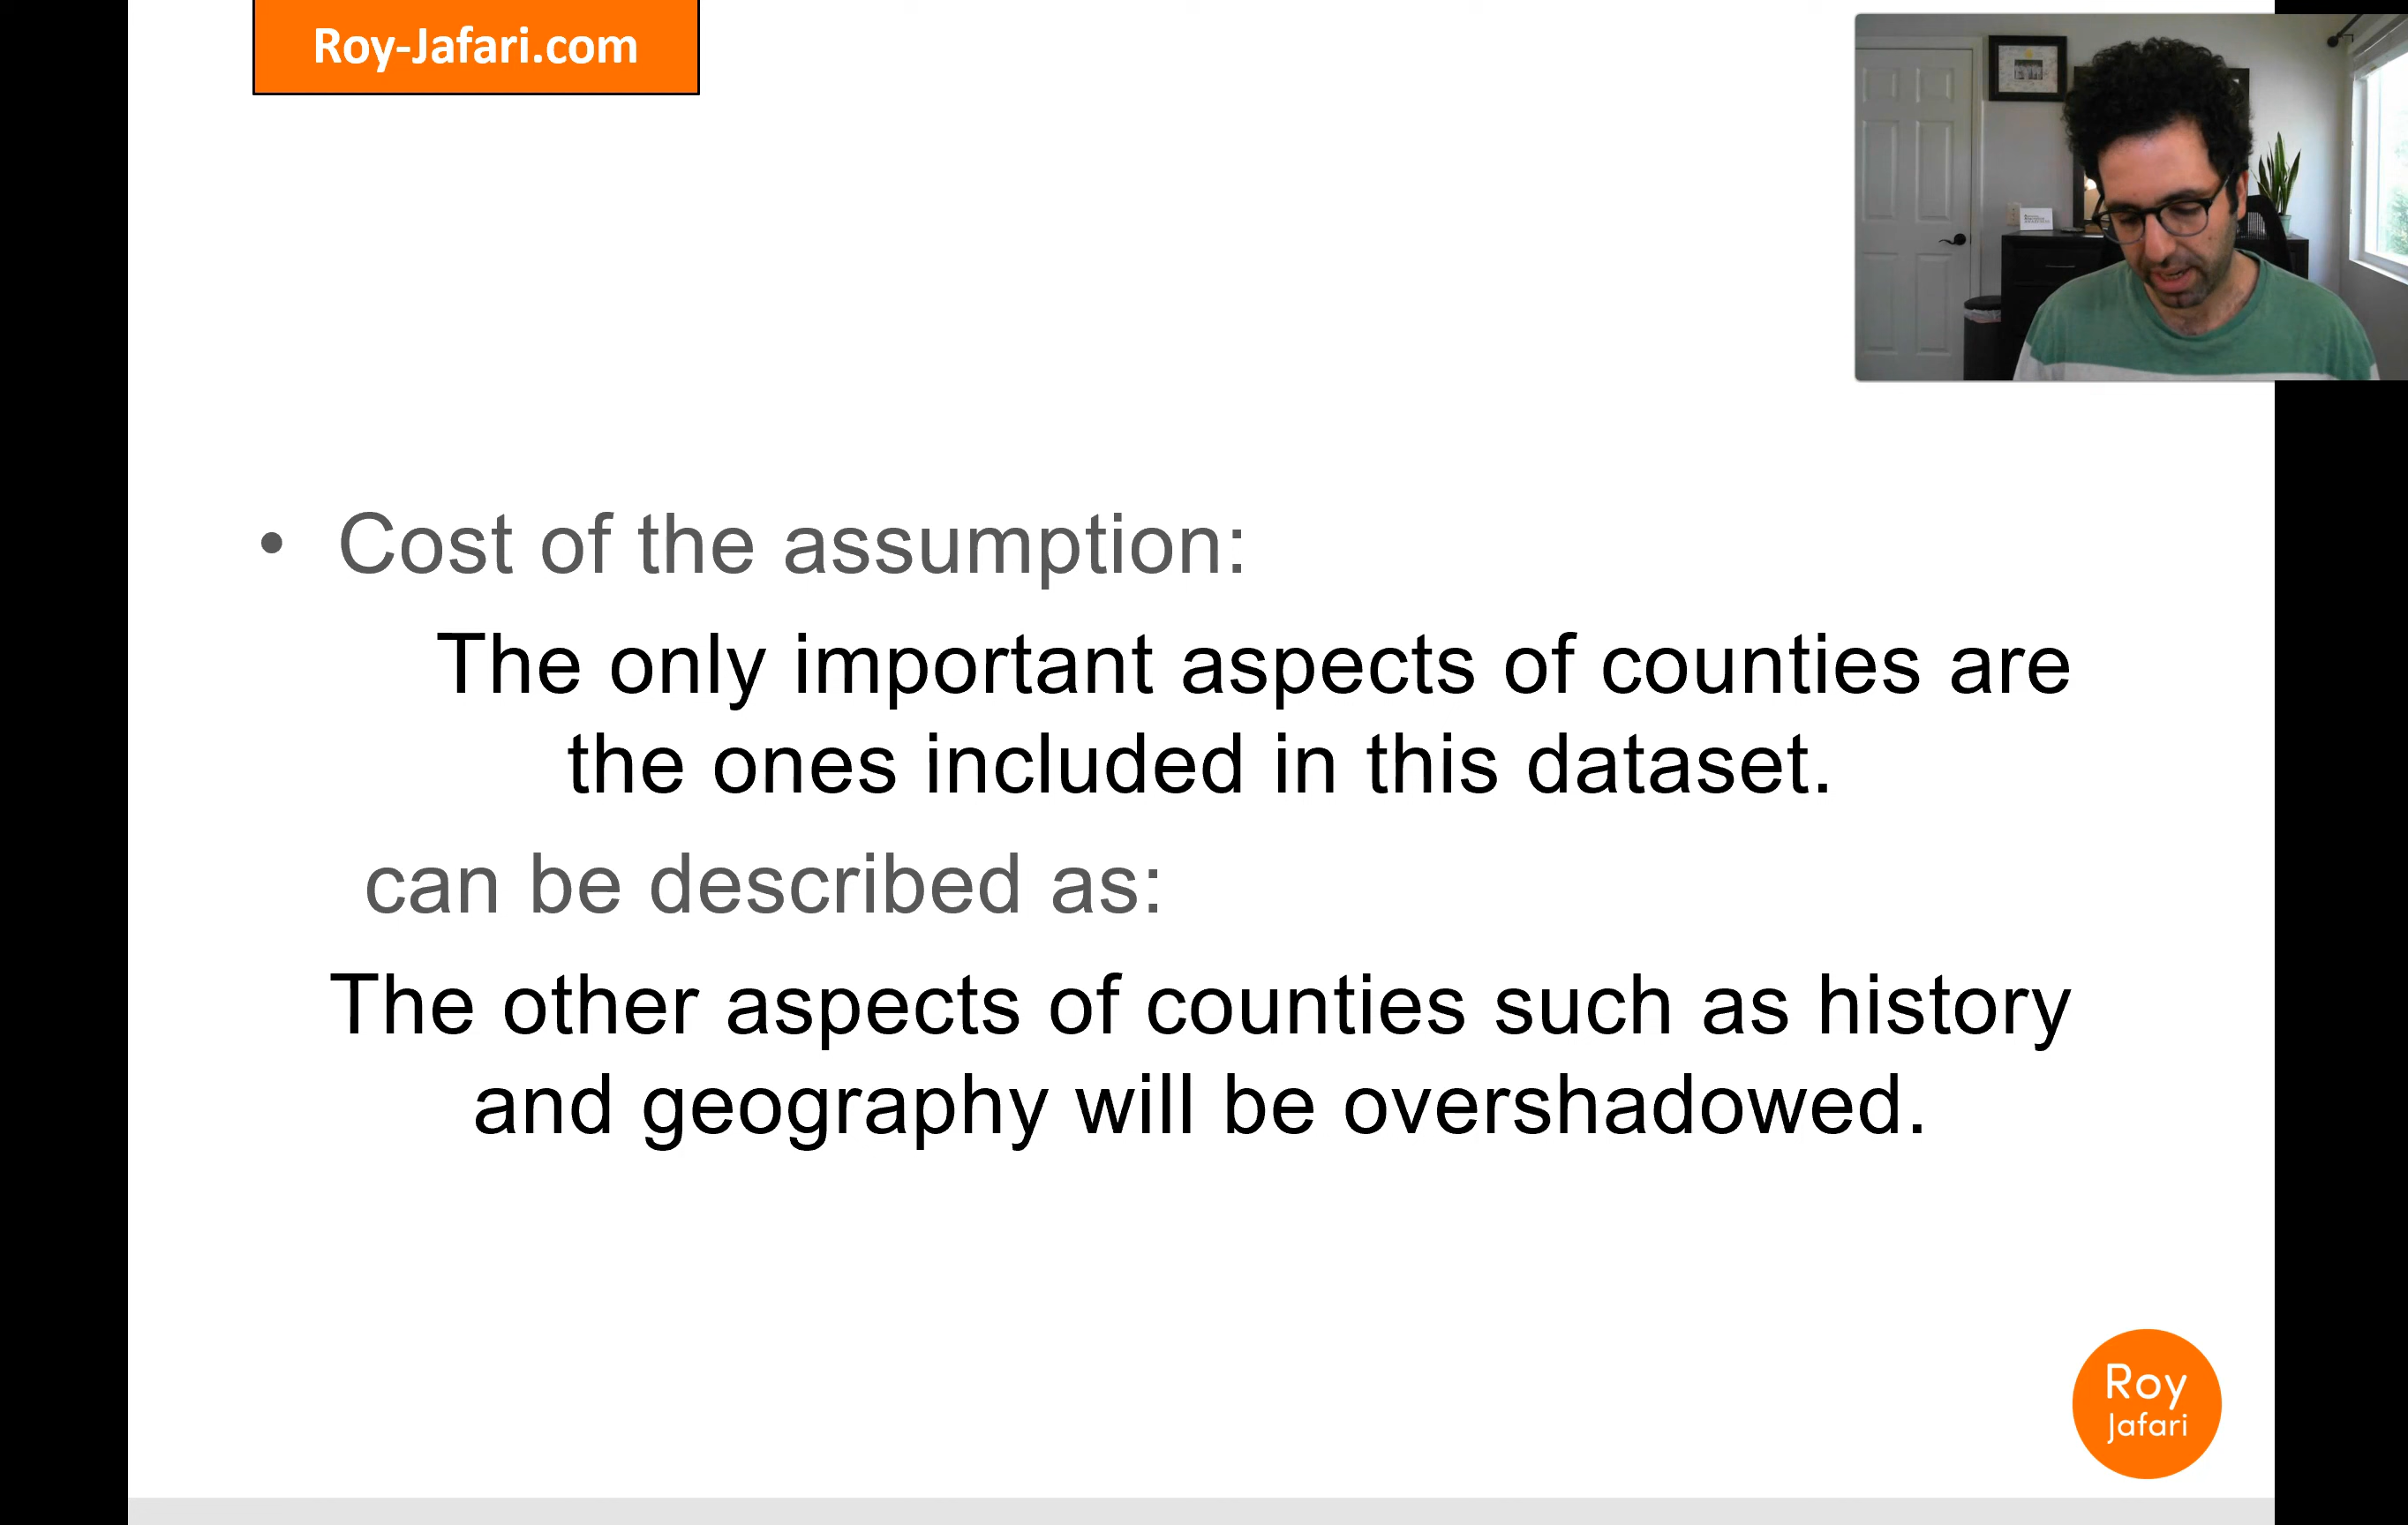 Roy-Jafari.com
• Cost of the assumption:
The only important aspects of counties are
the ones included in this dataset.
can be described as:
The other aspects of counties such as history
and geography will be overshadowed.
Roy
Jafari